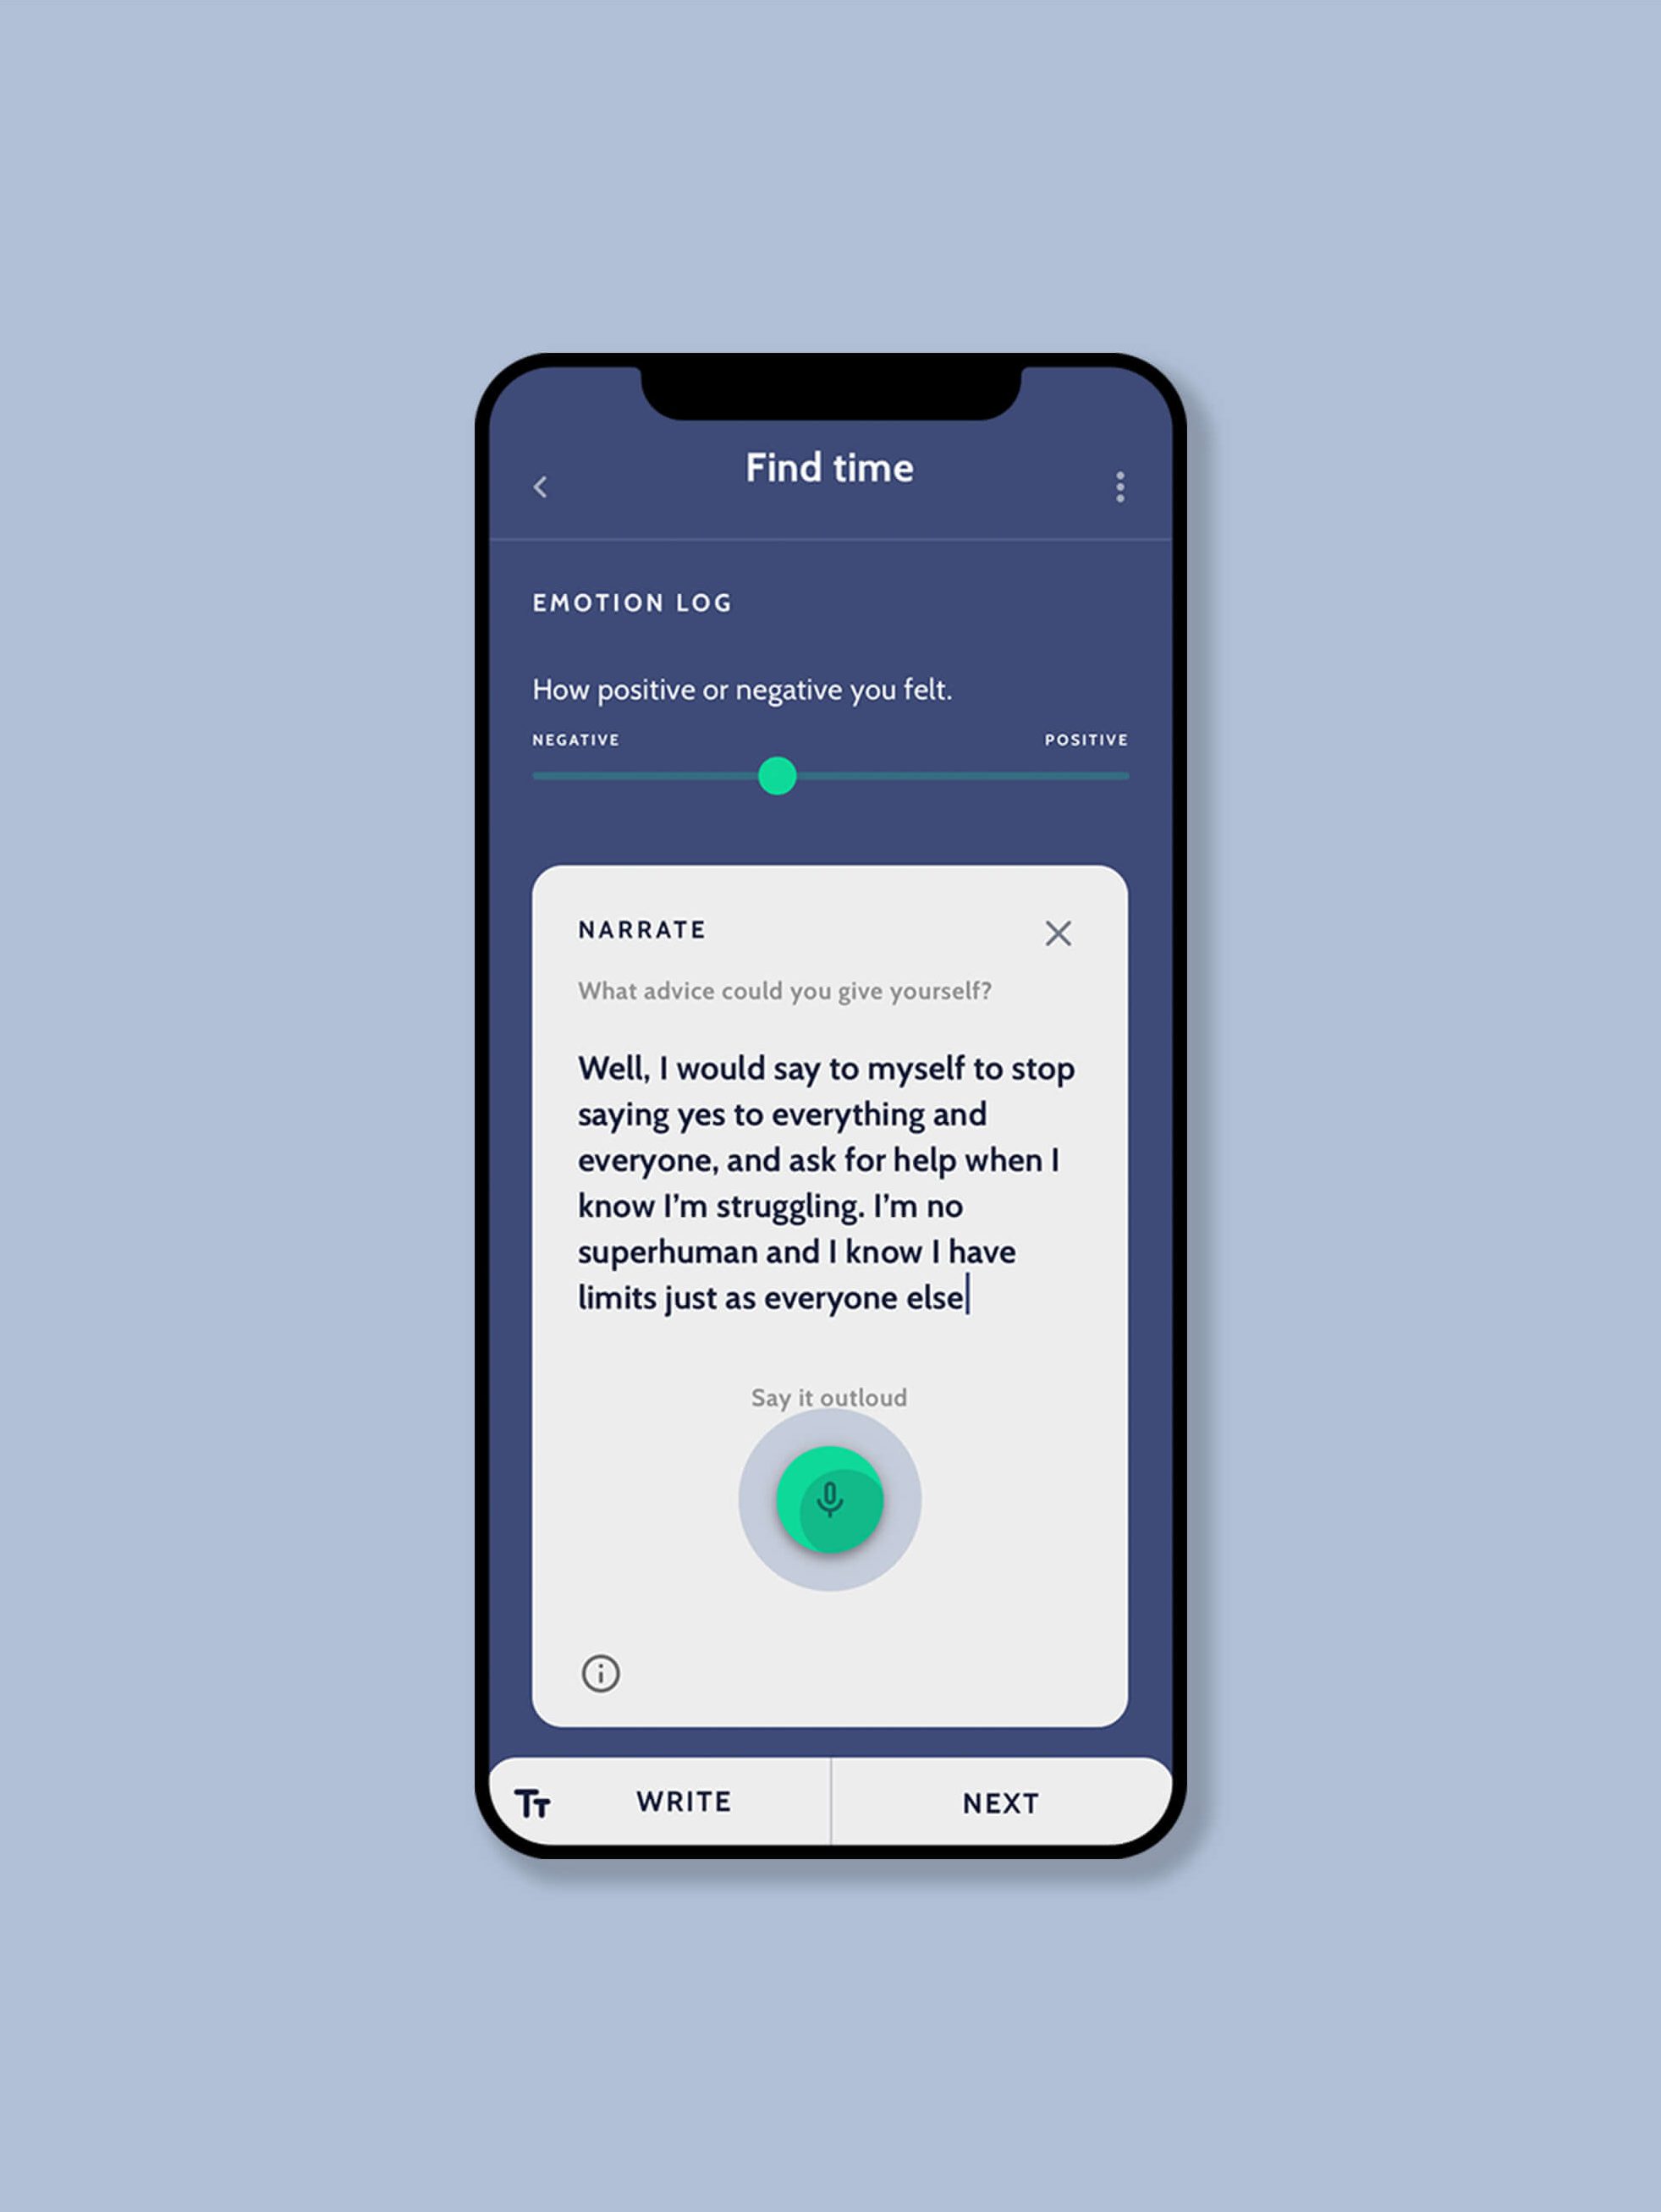 Find time
EMOTION LOG
How positive or negative you felt.
NEGATIVE POSITIVE
NARRATE
What advice could you give yourself?
Well, I would say to myself to stop
saying yes to everything and
everyone, and ask for help when I
know I’m struggling. I’m no
superhuman and I know I have
limits just as everyone else
Say it outloud
Tt WRITE NEXT